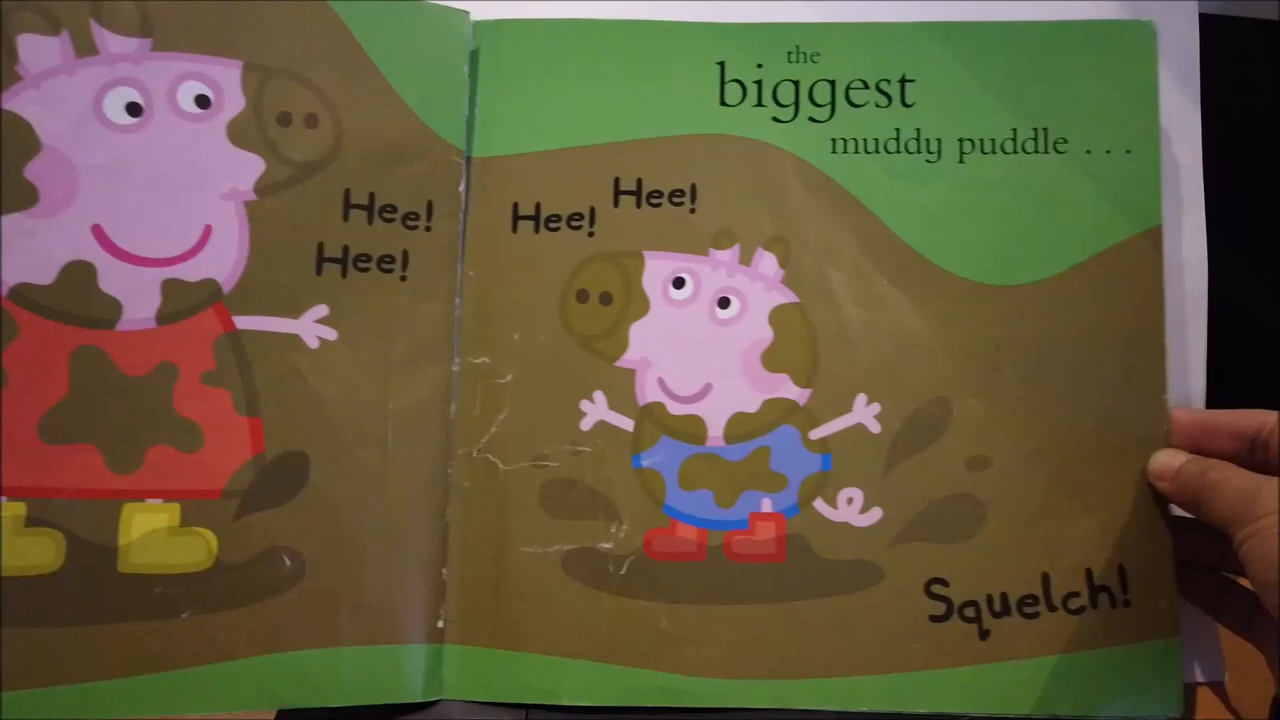 Hee!
Hee!
the
biggest
muddy puddle . . .
Hee! Hee!
Squelch!